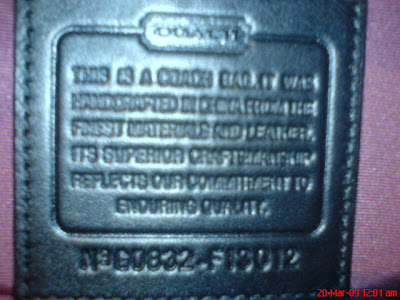 COACH
THIS IS A COACH BAG. IT WAS
HANDCRAFTED IN CHINA FROM THE
FINEST MATERIALS AND LEATHER.
ITS SUPERIOR CRAFTSMANSHIP
REFLECTS OUR COMMITMENT TO
ENDURING QUALITY.
Nº -F13012
20-Mar-09 12:01 am